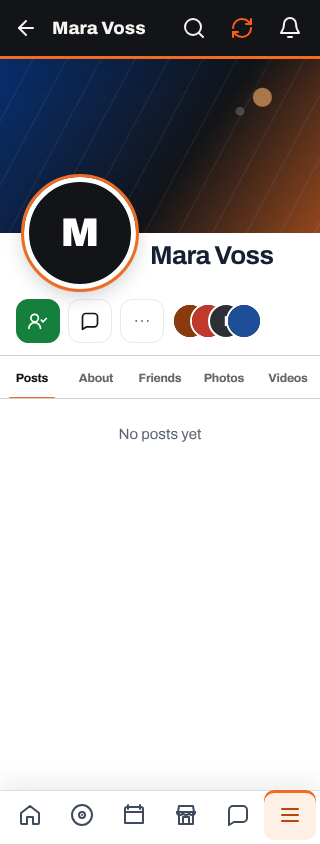 Mara Voss
M
Mara Voss
Posts About Friends Photos Videos
No posts yet